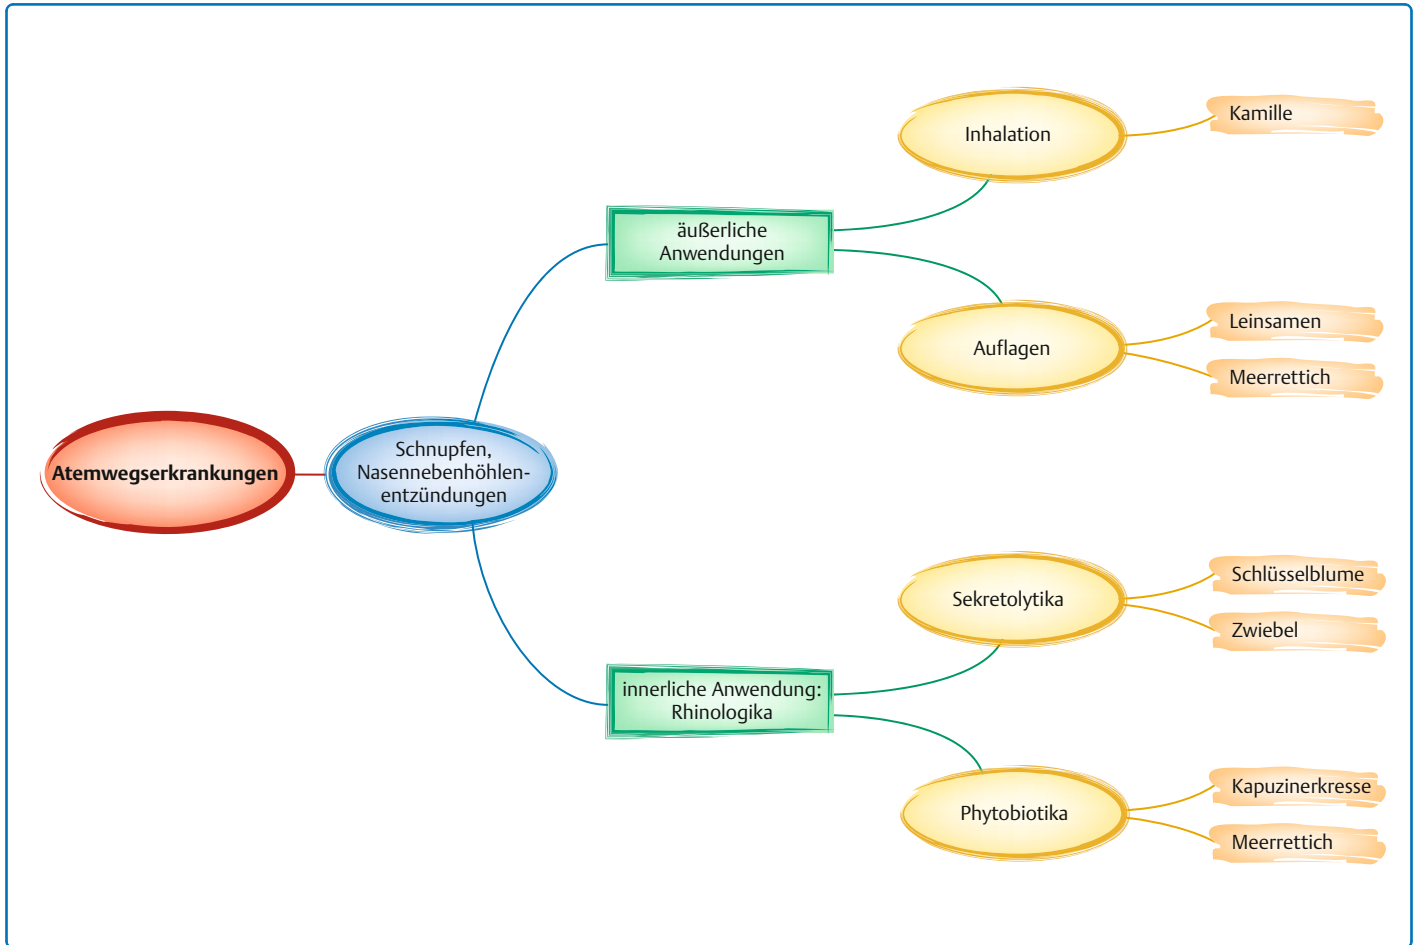 Atemwegserkrankungen
Schnupfen,
Nasennebenhöhlen-
entzündungen
äußerliche
Anwendungen
Inhalation
Kamille
Auflagen
Leinsamen
Meerrettich
innerliche Anwendung:
Rhinologika
Sekretolytika
Schlüsselblume
Zwiebel
Phytobiotika
Kapuzinerkresse
Meerrettich